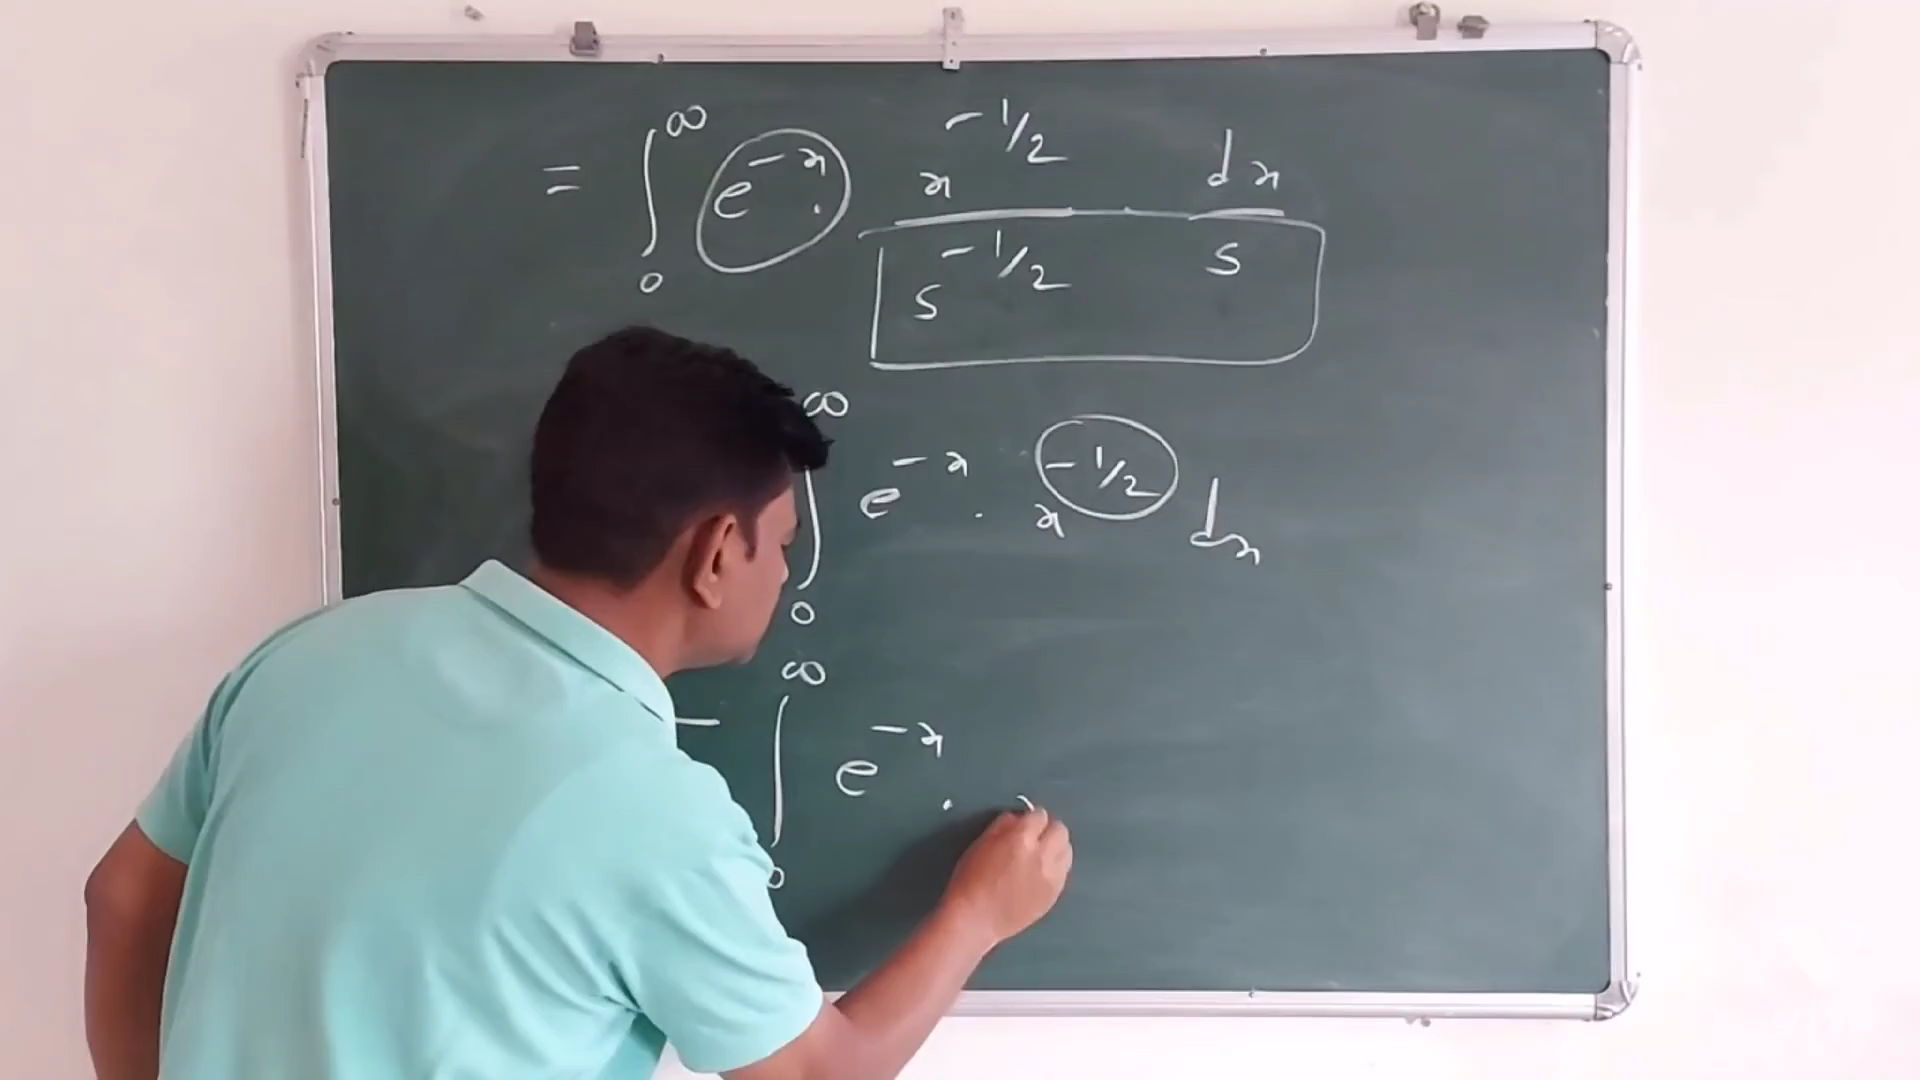 = ∫₀^∞ e^{-x} . x^{-1/2}/s^{-1/2} dx/s
∫₀^∞ e^{-x} . x^{-1/2} dx
∫₀^∞ e^{-x} .